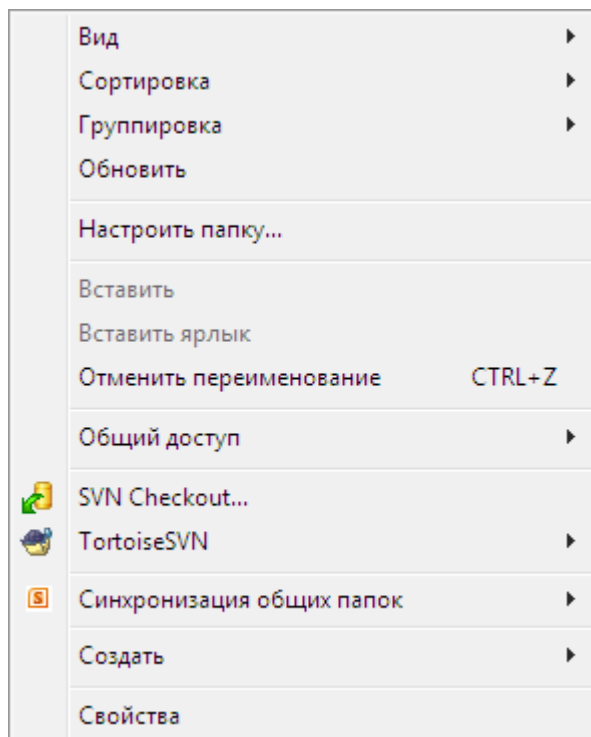 Вид
Сортировка
Группировка
Обновить
Настроить папку...
Вставить
Вставить ярлык
Отменить переименование CTRL+Z
Общий доступ
SVN Checkout...
TortoiseSVN
S Синхронизация общих папок
Создать
Свойства